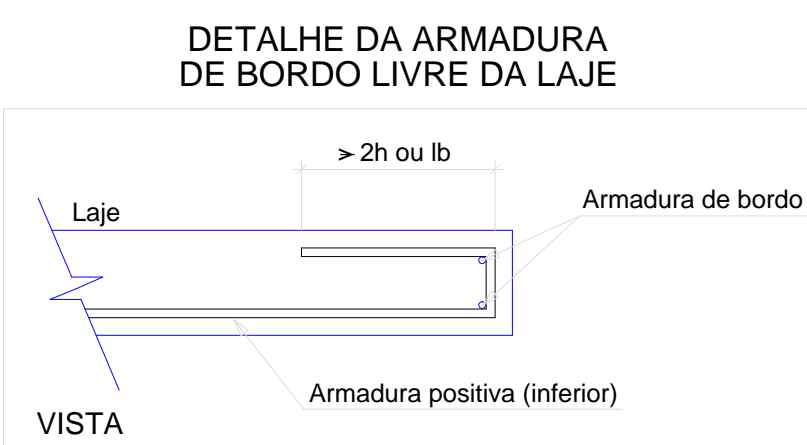 DETALHE DA ARMADURA
DE BORDO LIVRE DA LAJE
⩾ 2h ou lb
Laje
Armadura de bordo
Armadura positiva (inferior)
VISTA